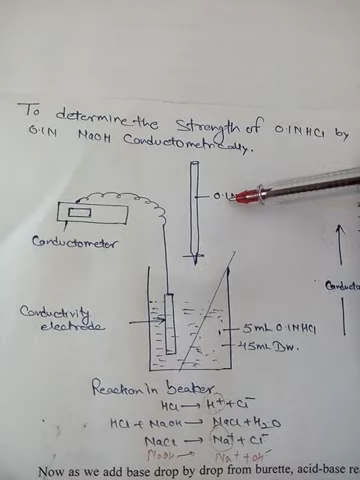 To determine the Strength of 0.1N HCl by
0.1N NaOH Conductometrically.
0.1N
Conductometer
Conductivity
electrode
5mL 0.1N HCl
45mL Dw.
Reaction in beaker
HCl → H⁺ + Cl⁻
HCl + NaOH → NaCl + H₂O
NaCl → Na⁺ + Cl⁻
NaOH → Na⁺ + OH⁻
Now as we add base drop by drop from burette, acid-base re